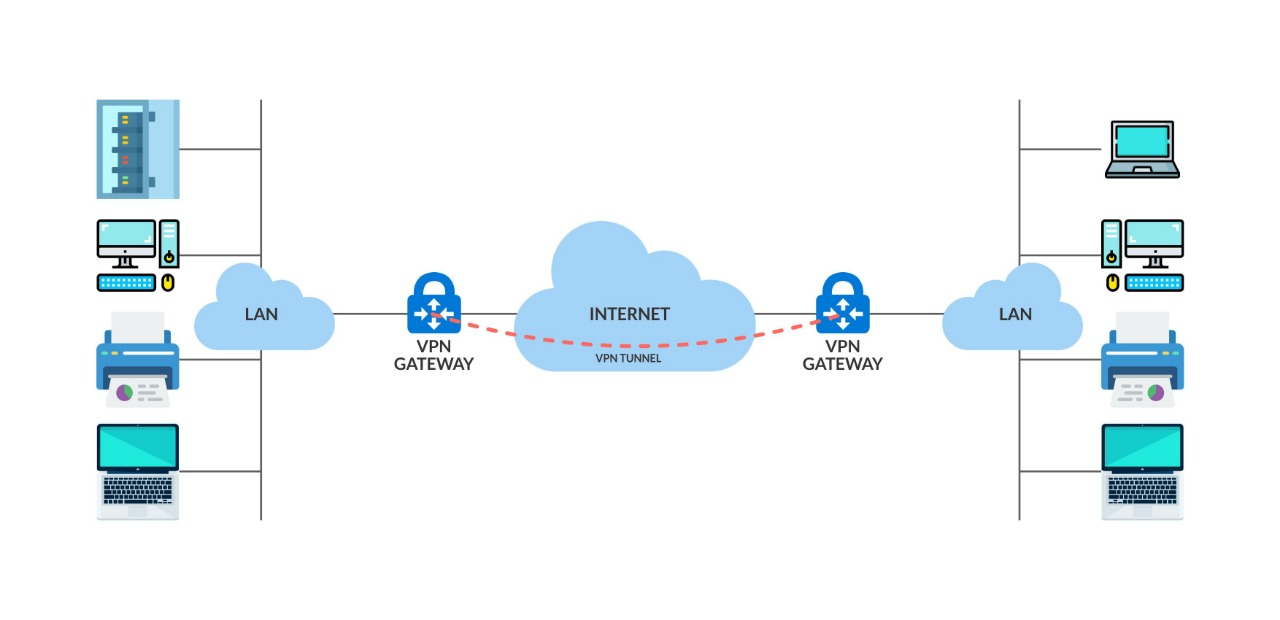 LAN
VPN
GATEWAY
INTERNET
VPN TUNNEL
VPN
GATEWAY
LAN